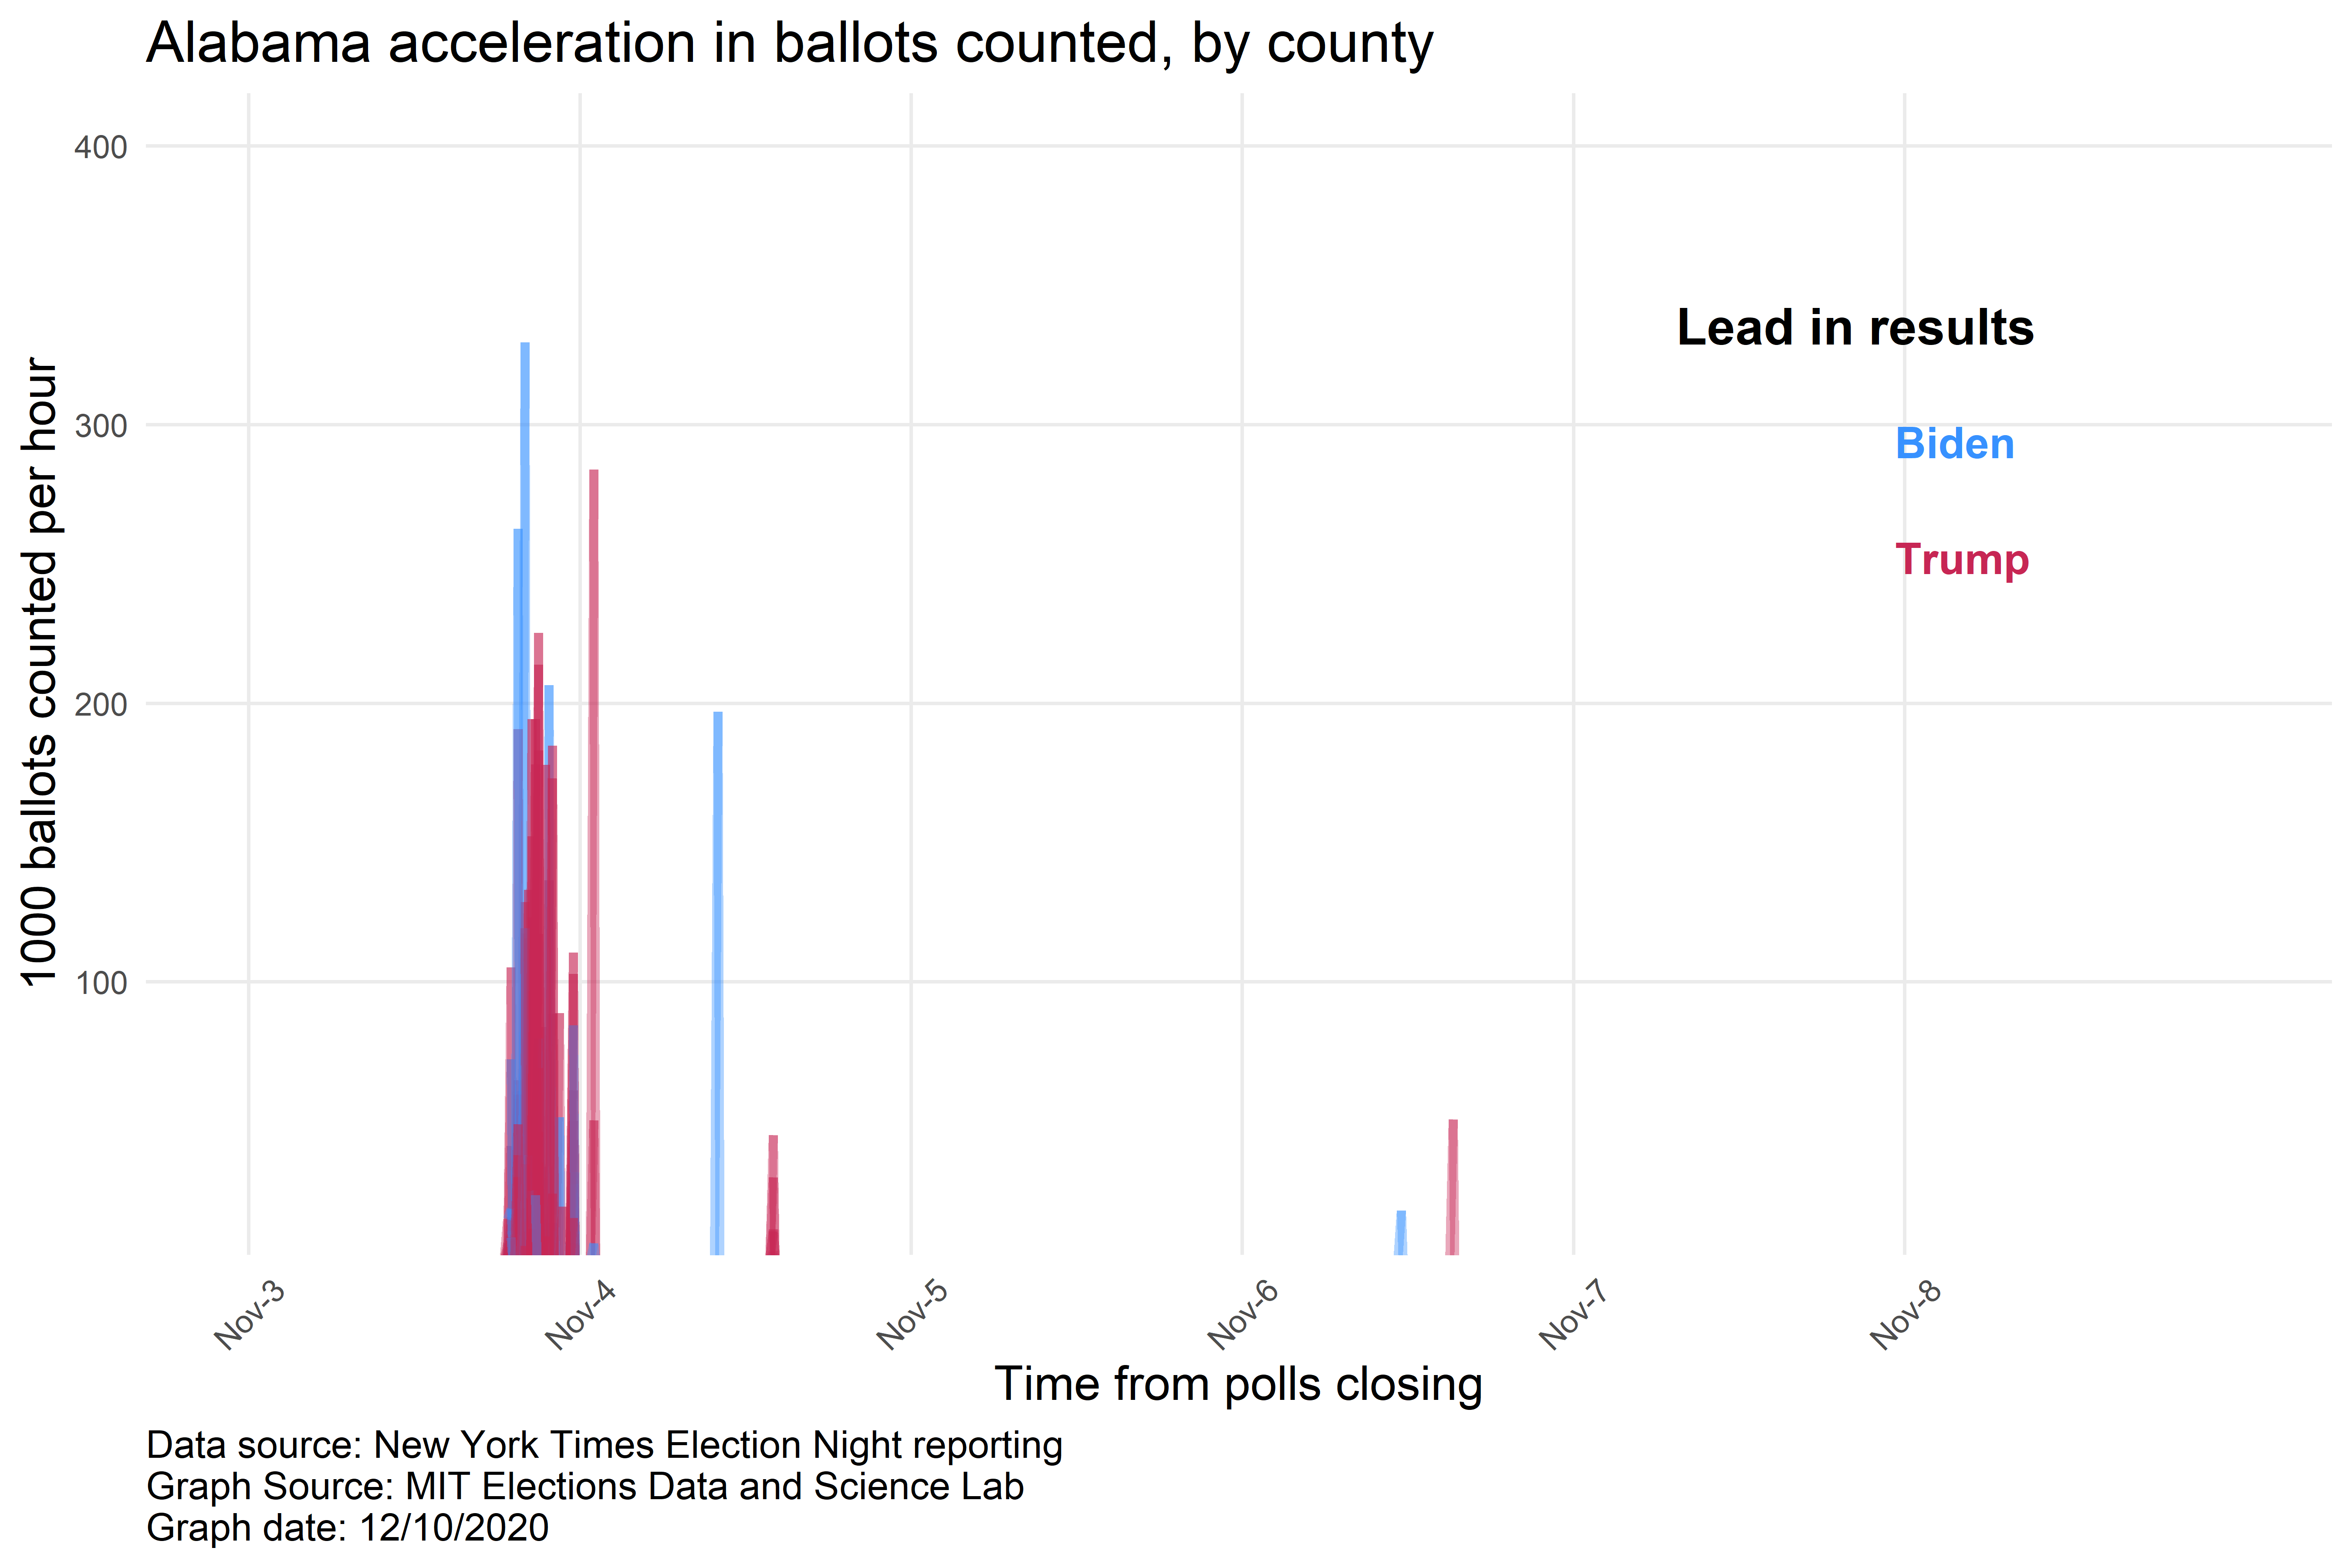 Alabama acceleration in ballots counted, by county
1000 ballots counted per hour
400
300
200
100
Lead in results
Biden
Trump
Nov-3
Nov-4
Nov-5
Nov-6
Nov-7
Nov-8
Time from polls closing
Data source: New York Times Election Night reporting
Graph Source: MIT Elections Data and Science Lab
Graph date: 12/10/2020